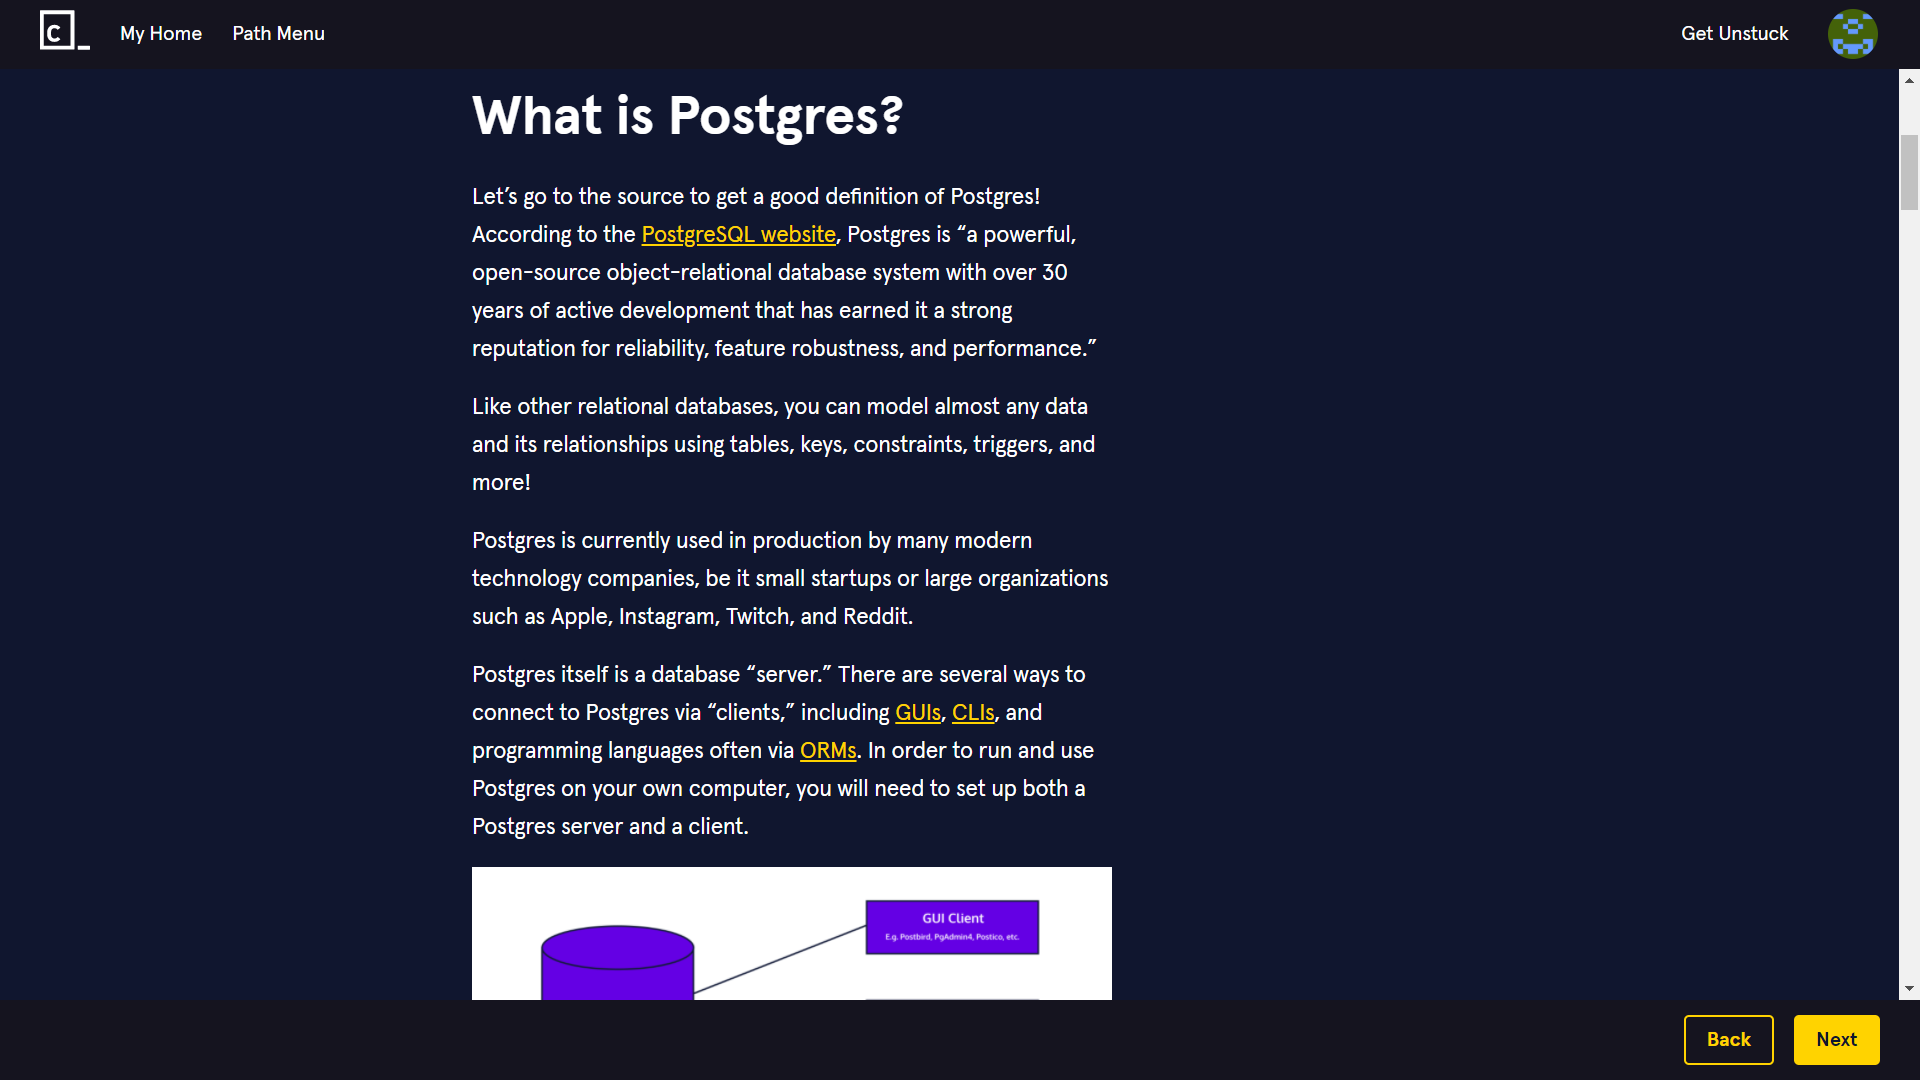 C_
My Home
Path Menu
Get Unstuck
What is Postgres?
Let’s go to the source to get a good definition of Postgres!
According to the PostgreSQL website, Postgres is “a powerful,
open-source object-relational database system with over 30
years of active development that has earned it a strong
reputation for reliability, feature robustness, and performance.”
Like other relational databases, you can model almost any data
and its relationships using tables, keys, constraints, triggers, and
more!
Postgres is currently used in production by many modern
technology companies, be it small startups or large organizations
such as Apple, Instagram, Twitch, and Reddit.
Postgres itself is a database “server.” There are several ways to
connect to Postgres via “clients,” including GUIs, CLIs, and
programming languages often via ORMs. In order to run and use
Postgres on your own computer, you will need to set up both a
Postgres server and a client.
GUI Client
E.g. Postbird, PgAdmin4, Postico, etc.
Back
Next